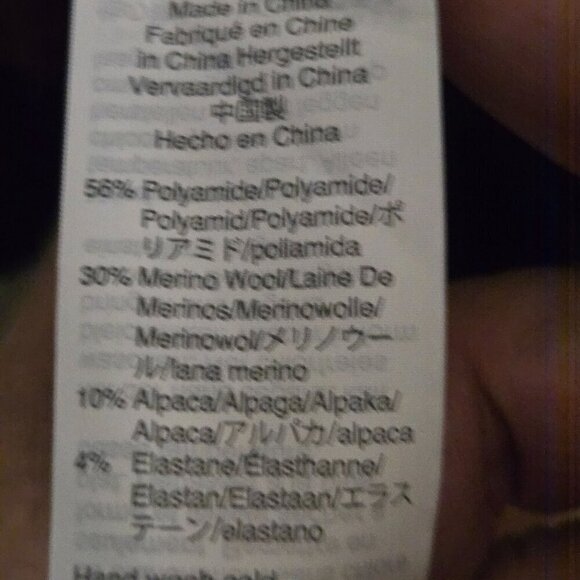 Made in China
Fabriqué en Chine
in China Hergestellt
Vervaardigd in China
中国製
Hecho en China
56% Polyamide/Polyamide/
Polyamid/Polyamide/ポ
リアミド/poliamida
30% Merino Wool/Laine De
Merinos/Merinowolle/
Merinowol/メリノウー
ル/lana merino
10% Alpaca/Alpaga/Alpaka/
Alpaca/アルパカ/alpaca
4% Elastane/Élasthanne/
Elastan/Elastaan/エラス
テーン/elastano
Hand wash cold